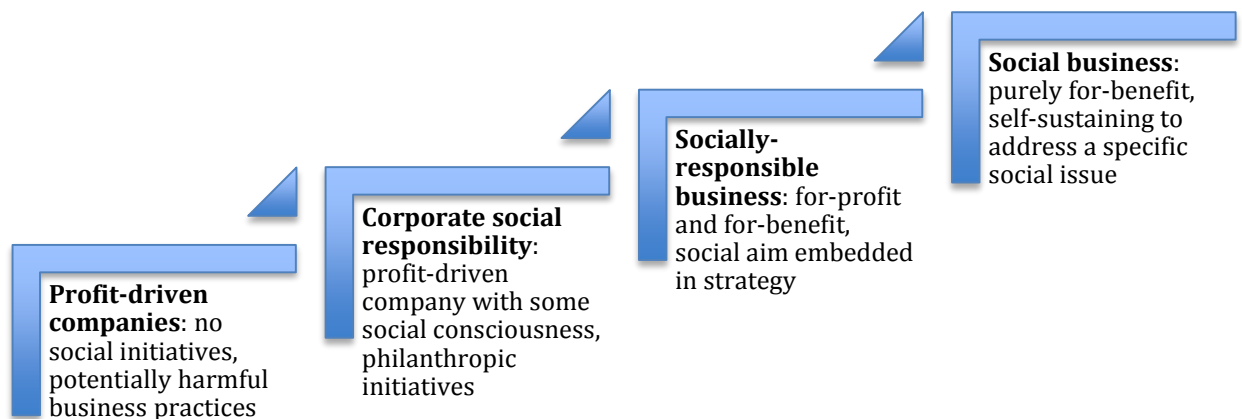 Profit-driven
companies: no
social initiatives,
potentially harmful
business practices
Corporate social
responsibility:
profit-driven
company with some
social consciousness,
philanthropic
initiatives
Socially-
responsible
business: for-profit
and for-benefit,
social aim embedded
in strategy
Social business:
purely for-benefit,
self-sustaining to
address a specific
social issue